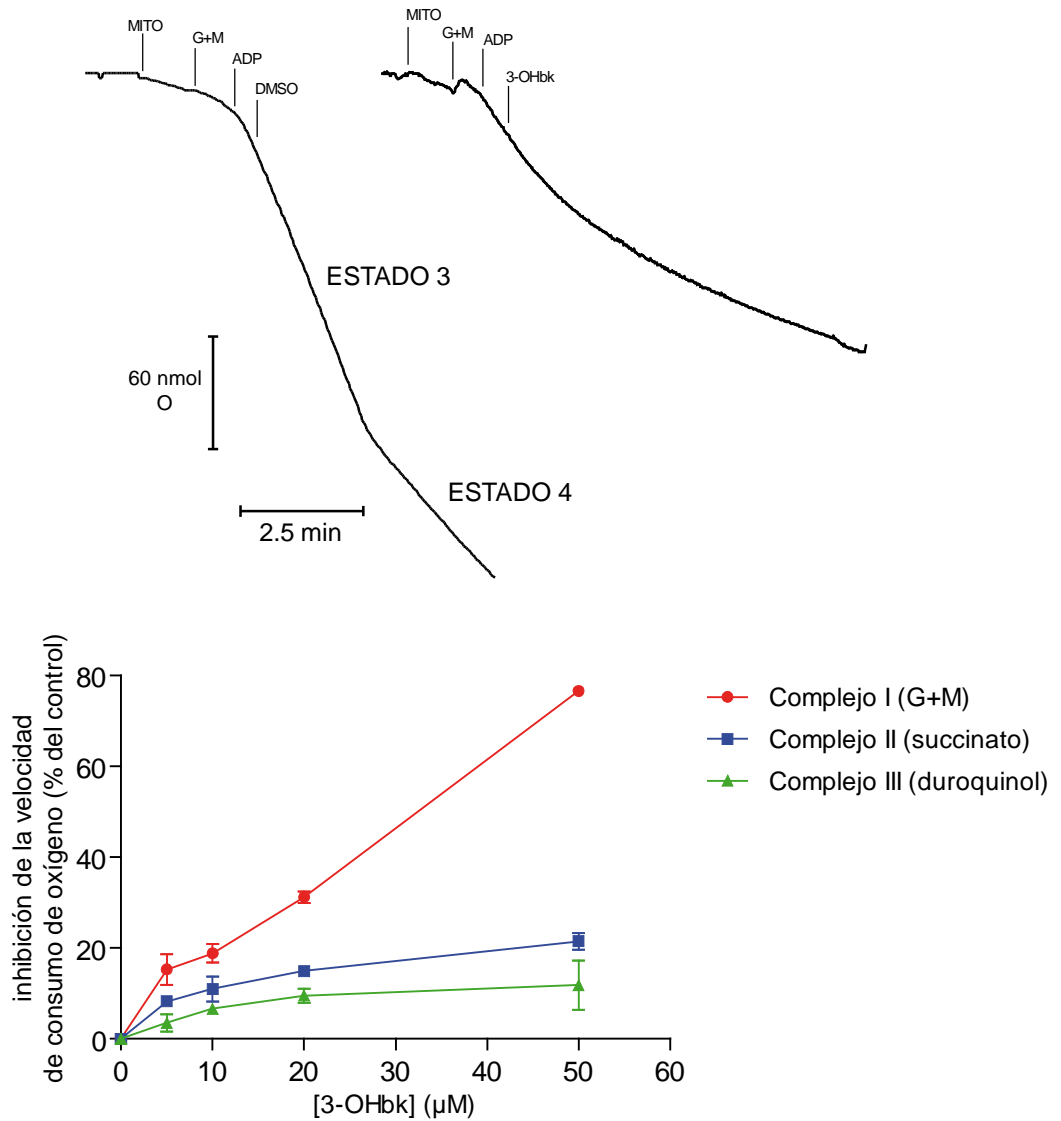 MITO
G+M
ADP
DMSO
MITO
G+M
ADP
3-OHbk
ESTADO 3
60 nmol
O
ESTADO 4
2.5 min
inhibición de la velocidad
de consumo de oxígeno (% del control)
80
60
40
20
0
0 10 20 30 40 50 60
[3-OHbk] (µM)
Complejo I (G+M)
Complejo II (succinato)
Complejo III (duroquinol)